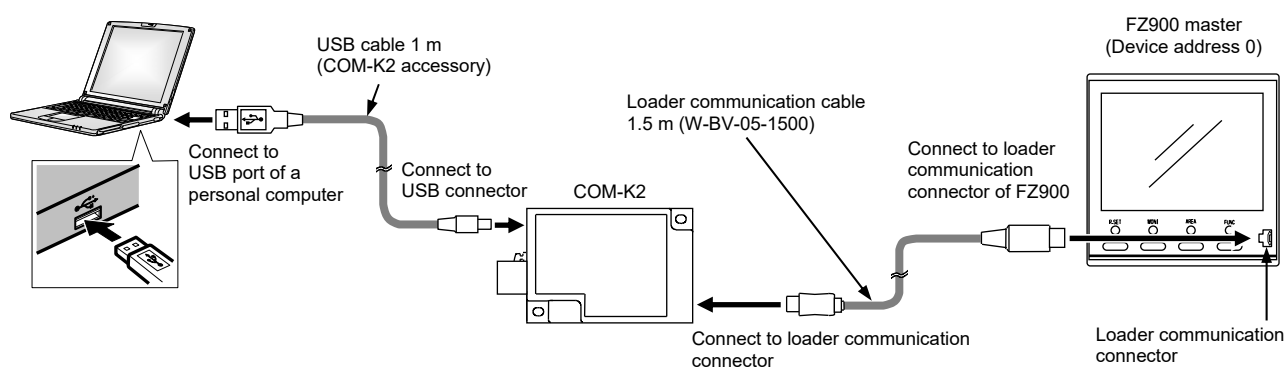 FZ900 master
(Device address 0)
USB cable 1 m
(COM-K2 accessory)
Loader communication cable
1.5 m (W-BV-05-1500)
Connect to
USB port of a
personal computer
Connect to
USB connector
COM-K2
Connect to loader
communication
connector of FZ900
R.SET MONI AREA FUNC
Connect to loader communication
connector
Loader communication
connector